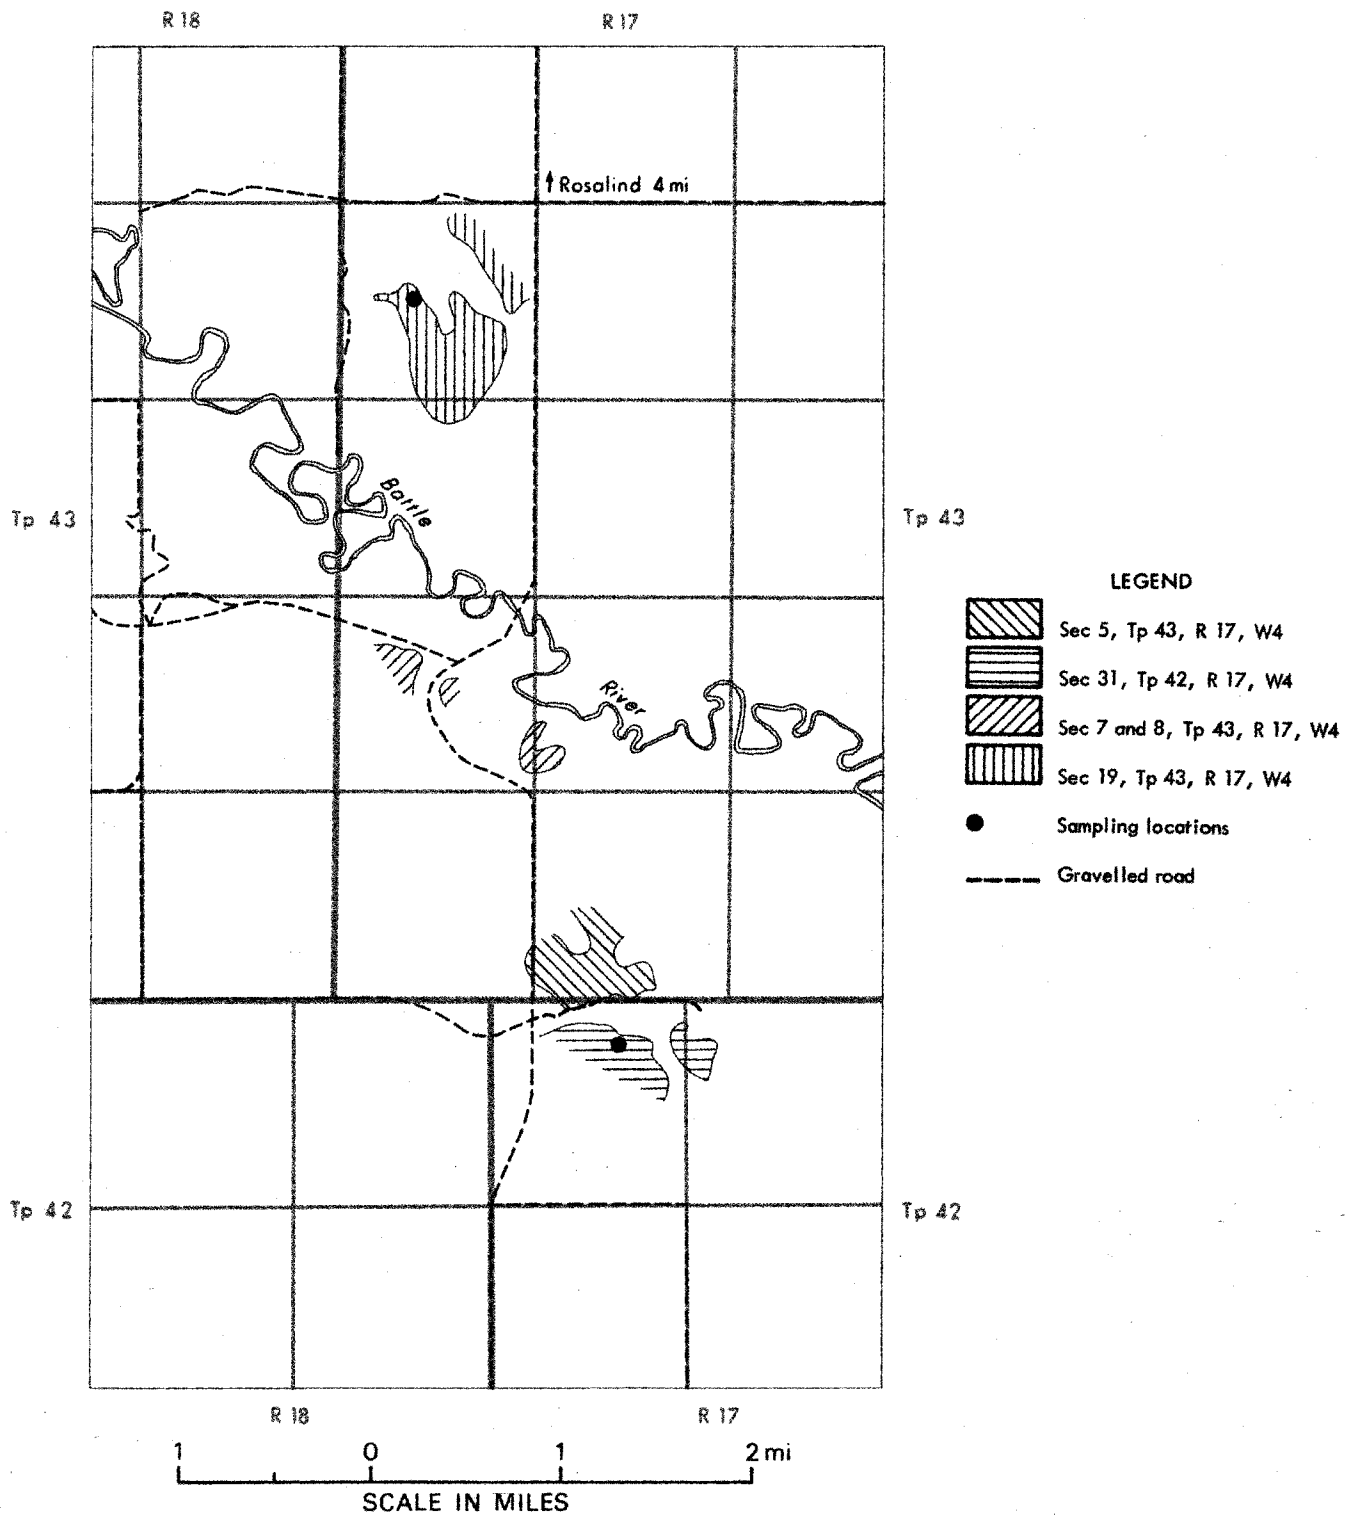 R 18 R 17
Rosalind 4 mi
Battle
Tp 43 Tp 43
LEGEND
Sec 5, Tp 43, R 17, W4
Sec 31, Tp 42, R 17, W4
River
Sec 7 and 8, Tp 43, R 17, W4
Sec 19, Tp 43, R 17, W4
Sampling locations
Gravelled road
Tp 42 Tp 42
R 18 R 17
1 0 1 2 mi
SCALE IN MILES